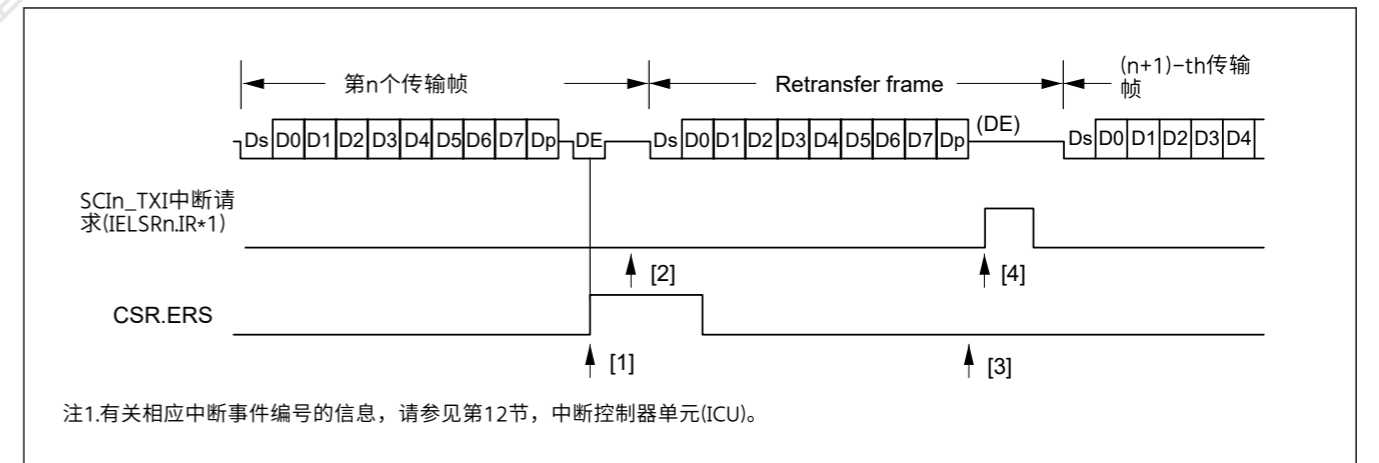 第n个传输帧
Retransfer frame
(n+1)-th传输
帧
Ds D0 D1 D2 D3 D4 D5 D6 D7 Dp DE Ds D0 D1 D2 D3 D4 D5 D6 D7 Dp (DE) Ds D0 D1 D2 D3 D4
SCIn_TXI中断请
求(IELSRn.IR*1)
[2]
[4]
CSR.ERS
[1]
[3]
注1.有关相应中断事件编号的信息，请参见第12节，中断控制器单元(ICU)。